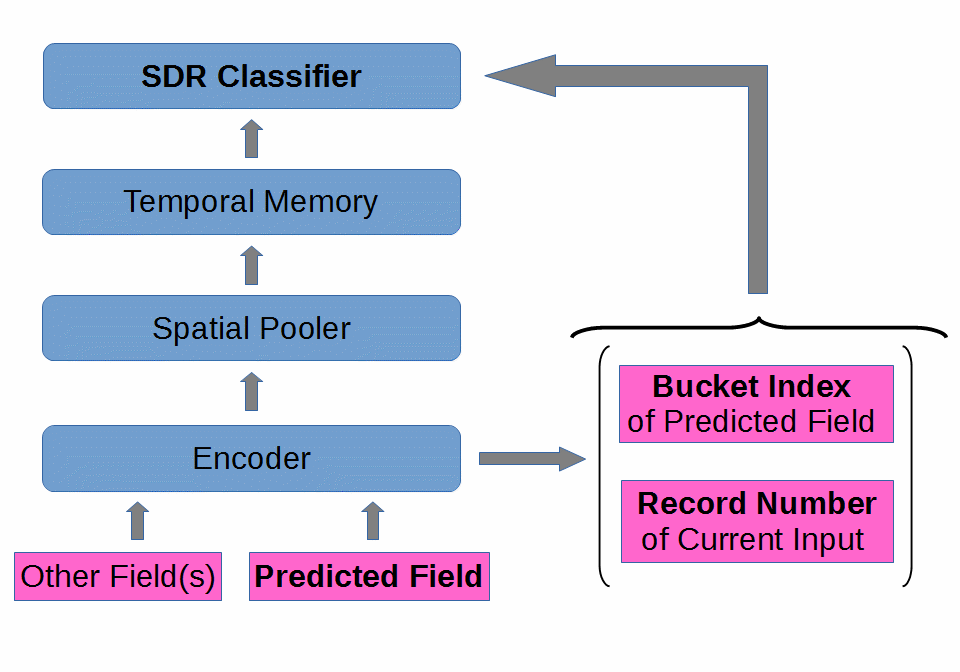 SDR Classifier
Temporal Memory
Spatial Pooler
Encoder
Other Field(s)
Predicted Field
Bucket Index
of Predicted Field
Record Number
of Current Input